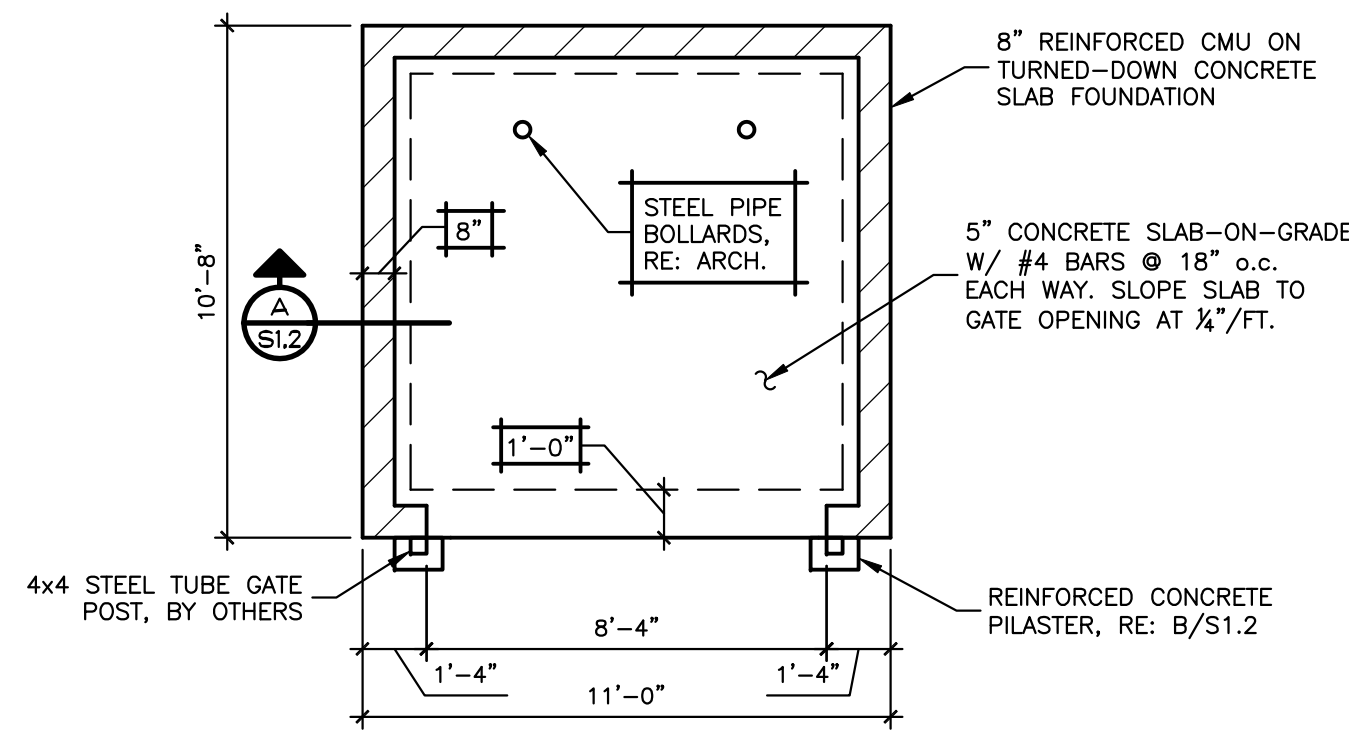 8” REINFORCED CMU ON
TURNED–DOWN CONCRETE
SLAB FOUNDATION
STEEL PIPE
BOLLARDS,
RE: ARCH.
8”
5” CONCRETE SLAB–ON–GRADE
W/ #4 BARS @ 18” o.c.
EACH WAY. SLOPE SLAB TO
GATE OPENING AT ¼”/FT.
10’–8”
A
S1.2
1’–0”
4x4 STEEL TUBE GATE
POST, BY OTHERS
REINFORCED CONCRETE
PILASTER, RE: B/S1.2
8’–4”
1’–4”
1’–4”
11’–0”